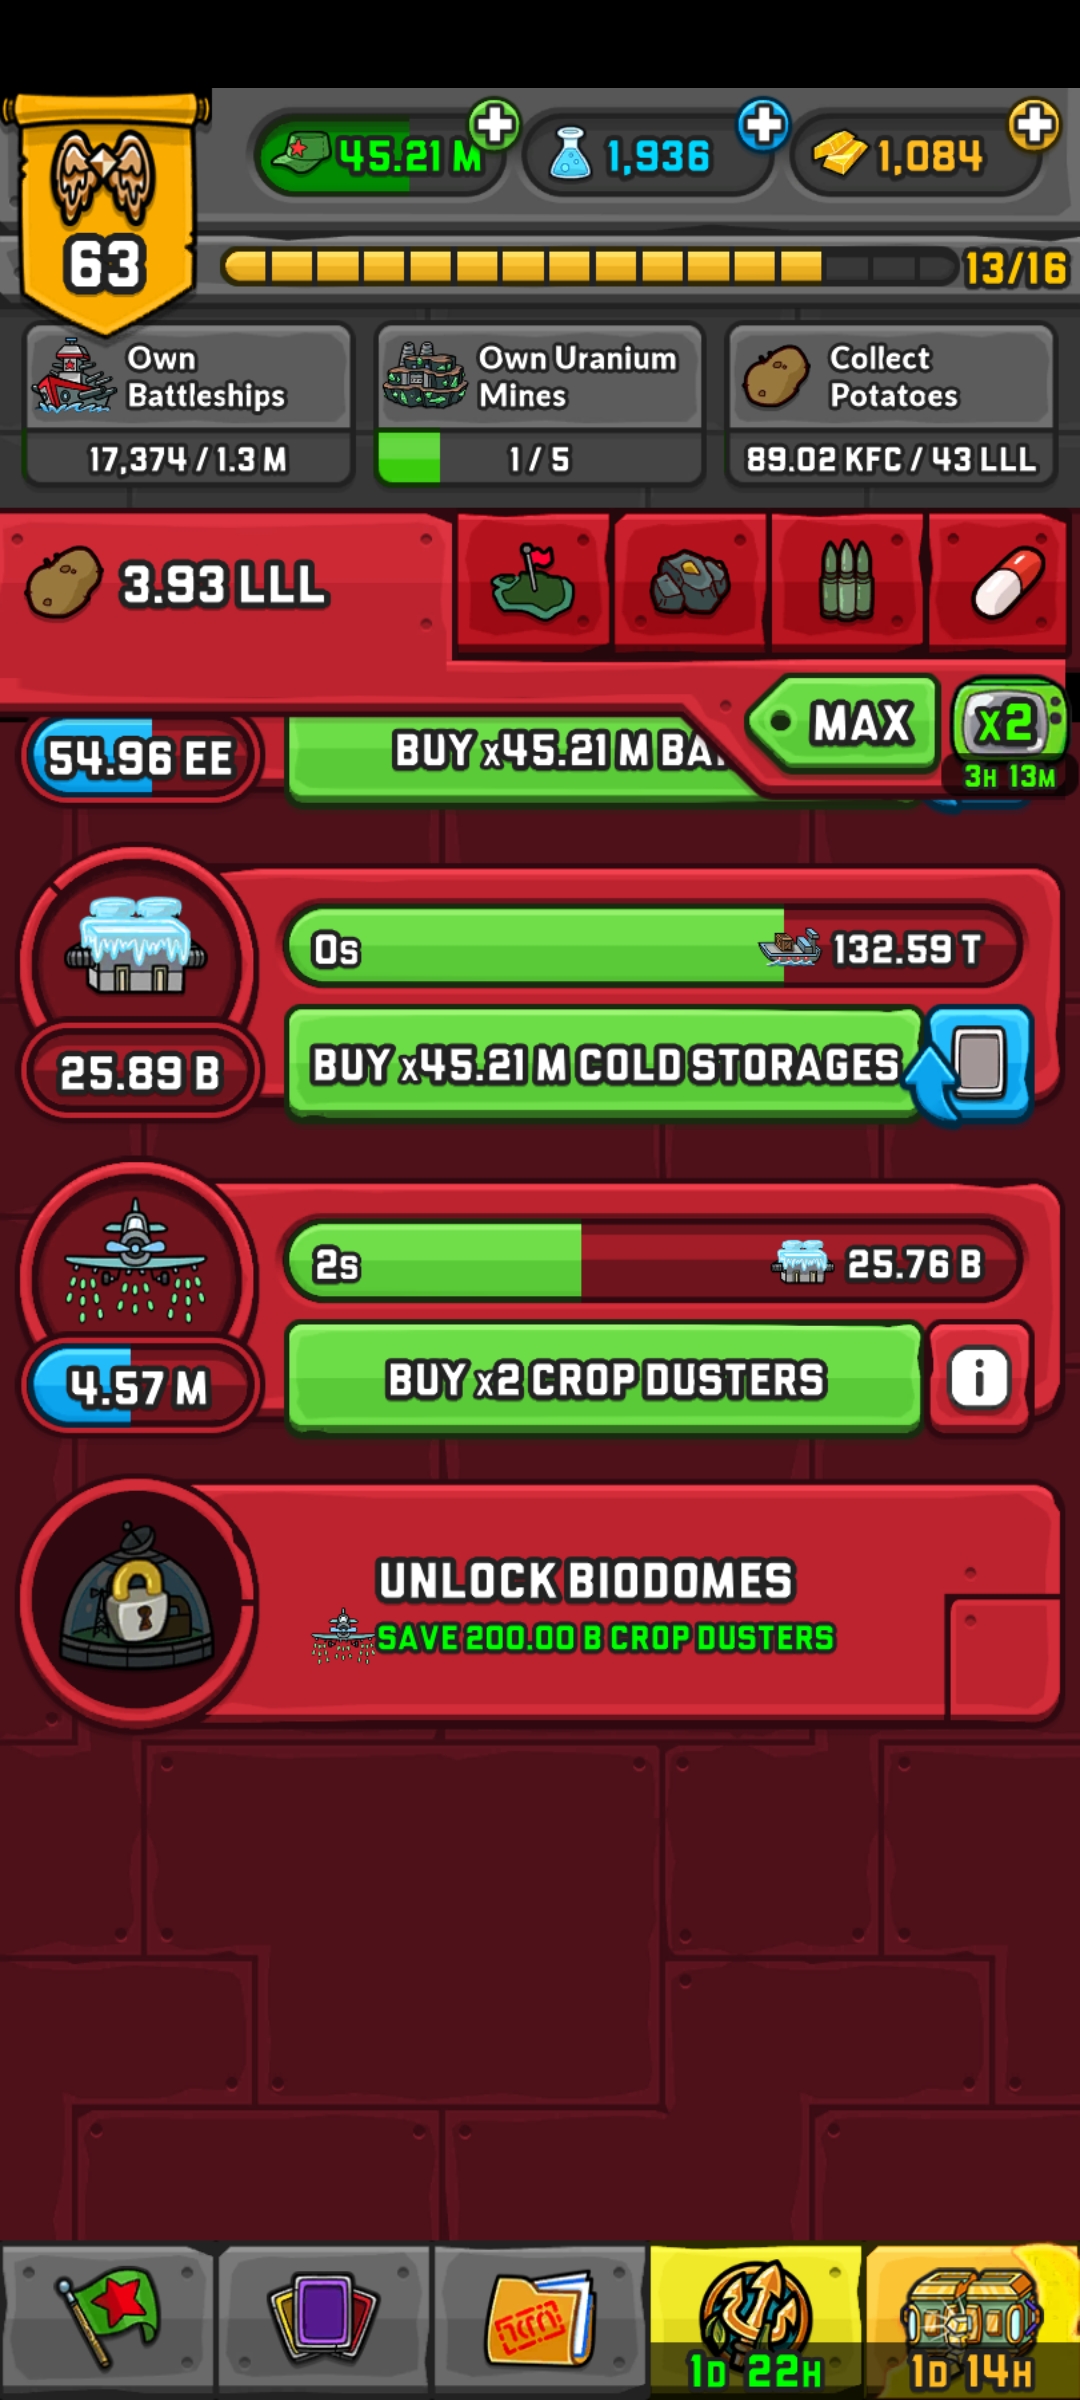 45.21 M
1,936
1,084
63
13/16
Own
Battleships
17,374 / 1.3 M
Own Uranium
Mines
1 / 5
Collect
Potatoes
89.02 KFC / 43 LLL
3.93 LLL
MAX
x2
3H 13M
54.96 EE
BUY x45.21 M BA
0s
132.59 T
25.89 B
BUY x45.21 M COLD STORAGES
2s
25.76 B
4.57 M
BUY x2 CROP DUSTERS
i
UNLOCK BIODOMES
SAVE 200.00 B CROP DUSTERS
1D 22H
1D 14H